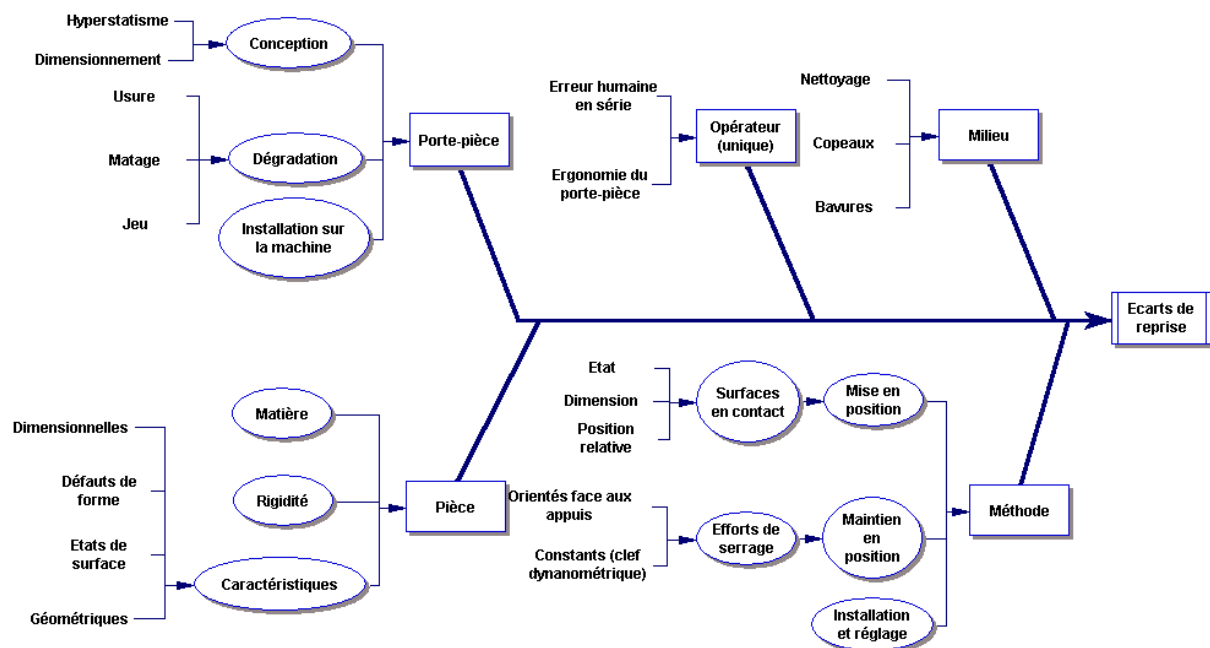 Hyperstatisme
Conception
Dimensionnement
Usure
Matage
Dégradation
Jeu
Installation sur
la machine
Porte-pièce
Erreur humaine
en série
Ergonomie du
porte-pièce
Opérateur
(unique)
Nettoyage
Copeaux
Bavures
Milieu
Ecarts de
reprise
Matière
Dimensionnelles
Défauts de
forme
Rigidité
Etats de
surface
Caractéristiques
Géométriques
Pièce
Etat
Dimension
Position
relative
Surfaces
en contact
Mise en
position
Orientés face aux
appuis
Constants (clef
dynanométrique)
Efforts de
serrage
Maintien
en
position
Installation
et réglage
Méthode